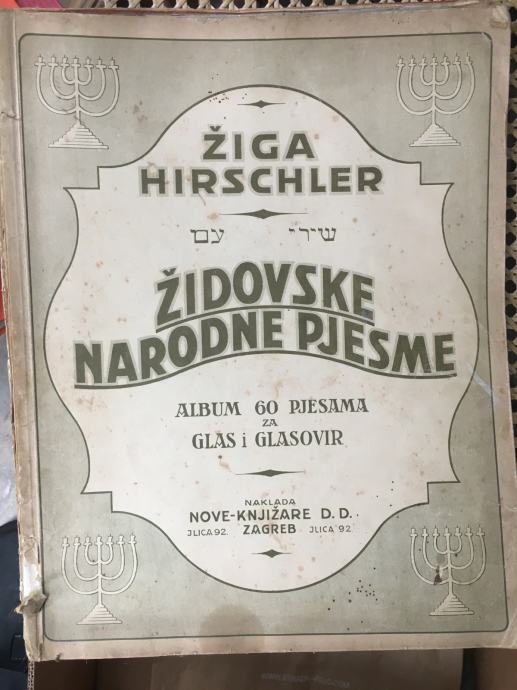 ŽIGA
HIRSCHLER
שירי עם
ŽIDOVSKE
NARODNE PJESME
ALBUM 60 PJESAMA
ZA
GLAS i GLASOVIR
NAKLADA
NOVE-KNJIŽARE D. D.
JLICA 92. ZAGREB JLICA 92.